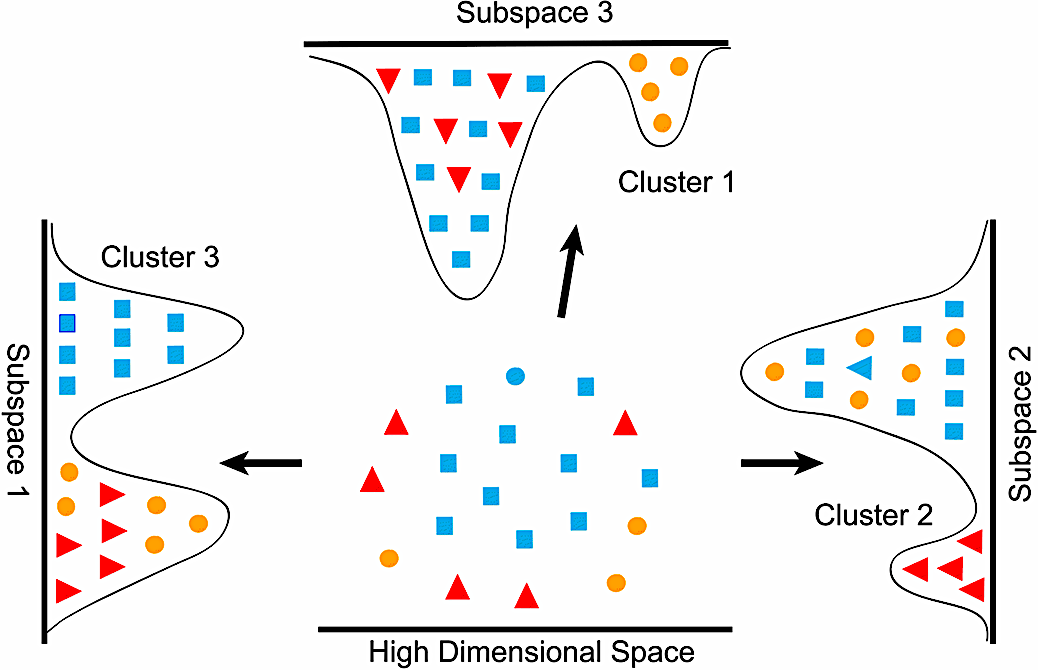 Subspace 3
Cluster 1
Cluster 3
Subspace 1
Subspace 2
Cluster 2
High Dimensional Space